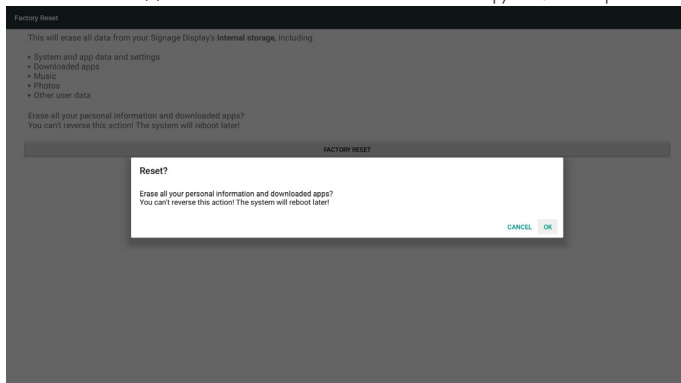 Factory Reset
This will erase all data from your Signage Display's Internal storage, including:
• System and app data and settings
• Downloaded apps
• Music
• Photos
• Other user data
Erase all your personal information and downloaded apps?
You can't reverse this action! The system will reboot later!
FACTORY RESET
Reset?
Erase all your personal information and downloaded apps?
You can't reverse this action! The system will reboot later!
CANCEL OK